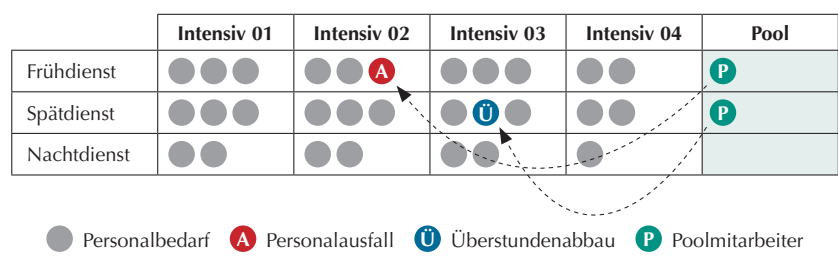 Intensiv 01 Intensiv 02 Intensiv 03 Intensiv 04 Pool
Frühdienst A P
Spätdienst Ü P
Nachtdienst
Personalbedarf A Personalausfall Ü Überstundenabbau P Poolmitarbeiter